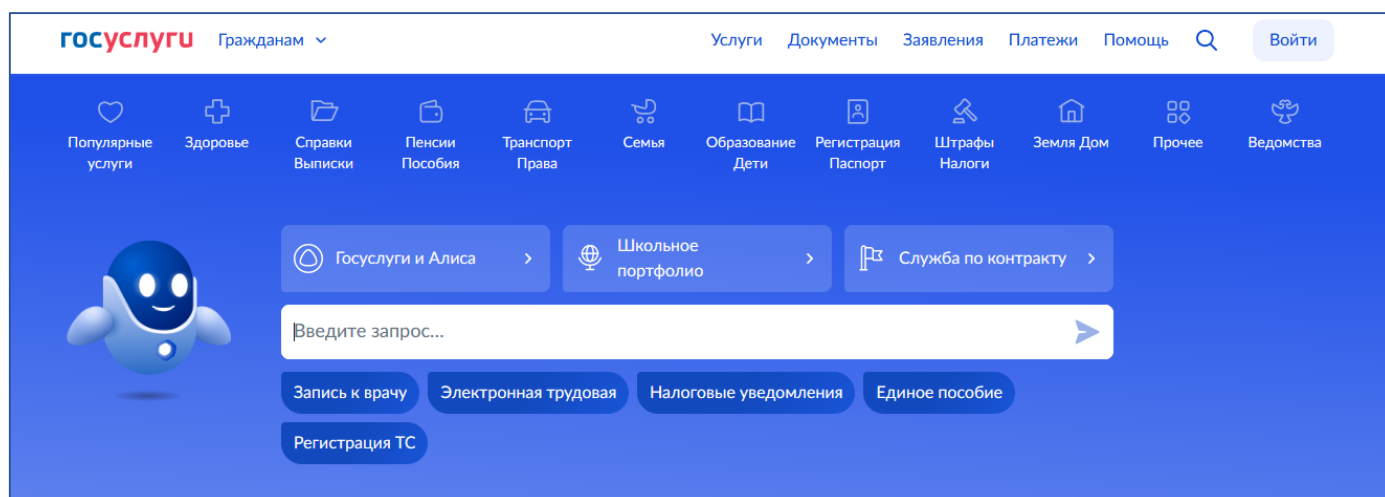 госуслуги Гражданам Услуги Документы Заявления Платежи Помощь Войти
Популярные услуги
Здоровье
Справки Выписки
Пенсии Пособия
Транспорт Права
Семья
Образование Дети
Регистрация Паспорт
Штрафы Налоги
Земля Дом
Прочее
Ведомства
Госуслуги и Алиса
Школьное
портфолио
Служба по контракту
Введите запрос...
Запись к врачу Электронная трудовая Налоговые уведомления Единое пособие
Регистрация ТС